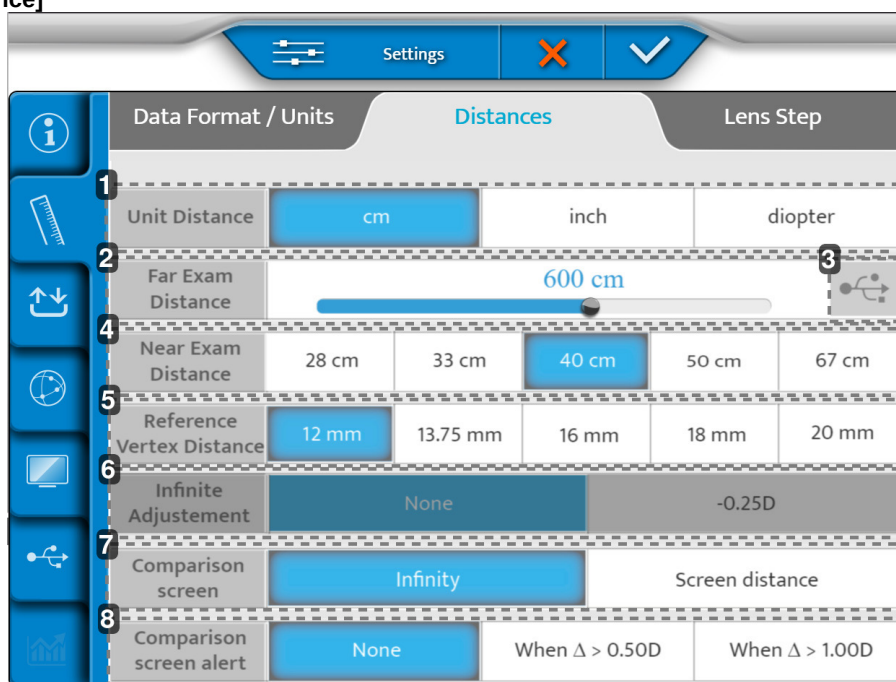 ice]
Settings
Data Format / Units Distances Lens Step
1
Unit Distance cm inch diopter
2
Far Exam
Distance
600 cm
3
4
Near Exam
Distance
28 cm 33 cm 40 cm 50 cm 67 cm
5
Reference
Vertex Distance
12 mm 13.75 mm 16 mm 18 mm 20 mm
6
Infinite
Adjustement
None -0.25D
7
Comparison
screen
Infinity Screen distance
8
Comparison
screen alert
None When Δ > 0.50D When Δ > 1.00D